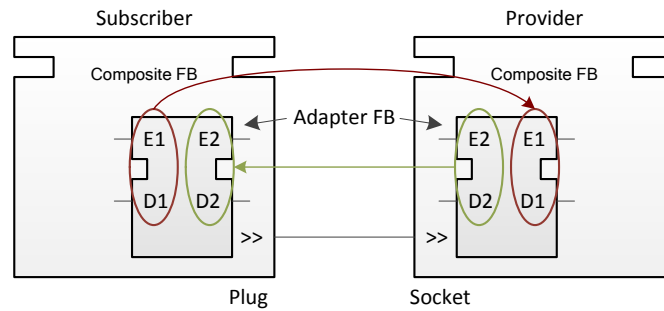 Subscriber Provider
Composite FB Composite FB
Adapter FB
E1 E2 E2 E1
D1 D2 D2 D1
>> >>
Plug Socket